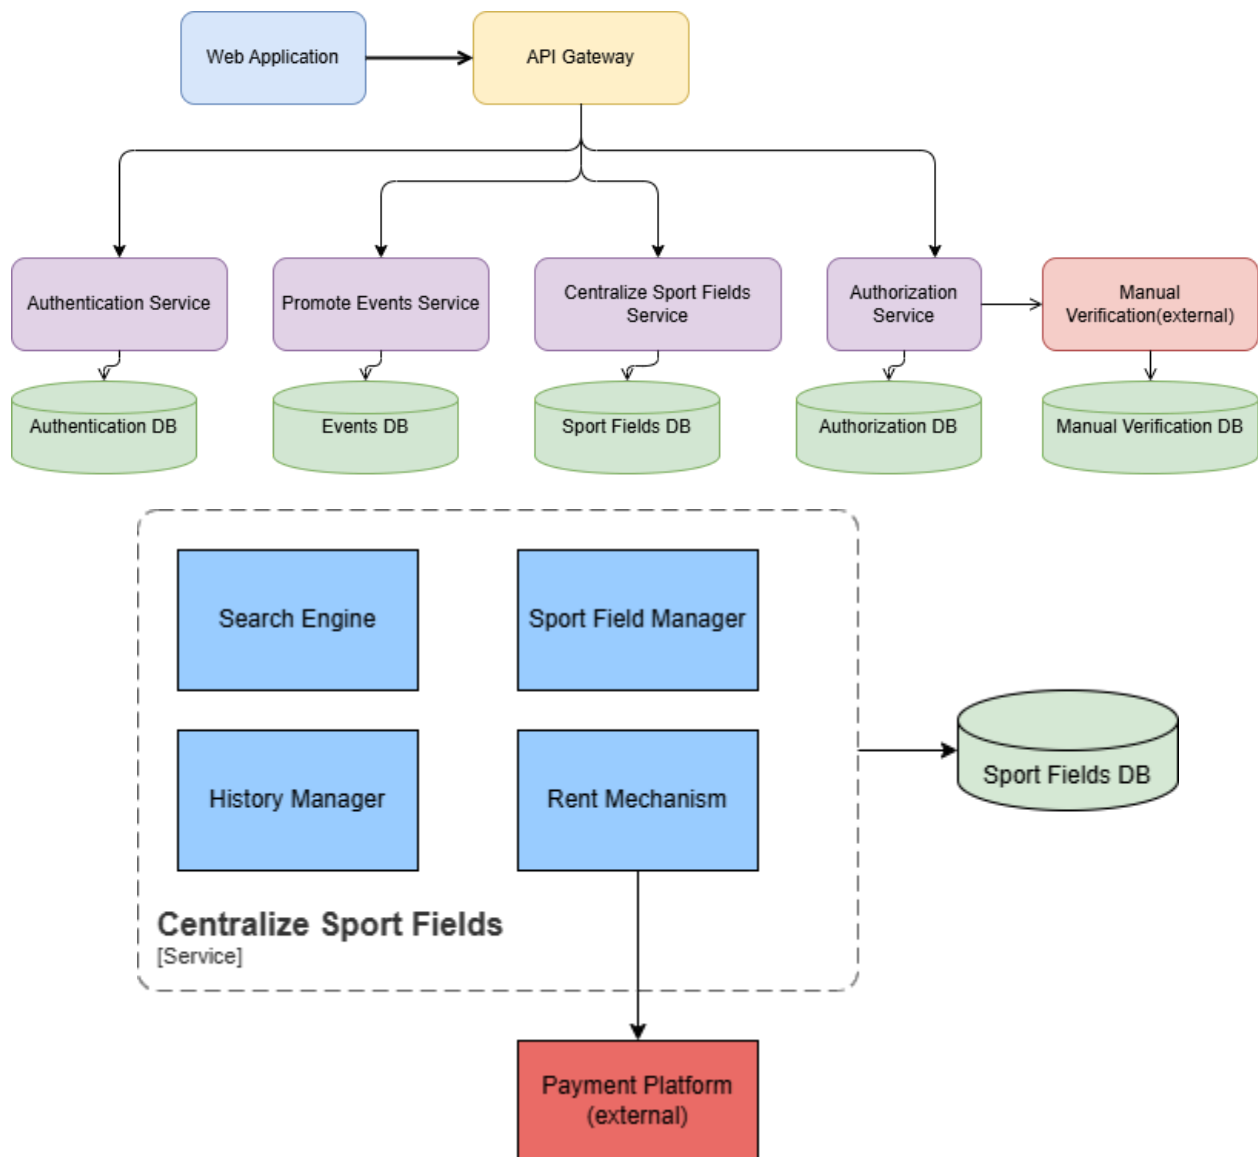 Web Application
API Gateway
Authentication Service
Promote Events Service
Centralize Sport Fields
Service
Authorization
Service
Manual
Verification(external)
Authentication DB
Events DB
Sport Fields DB
Authorization DB
Manual Verification DB
Search Engine
Sport Field Manager
History Manager
Rent Mechanism
Sport Fields DB
Centralize Sport Fields
[Service]
Payment Platform
(external)